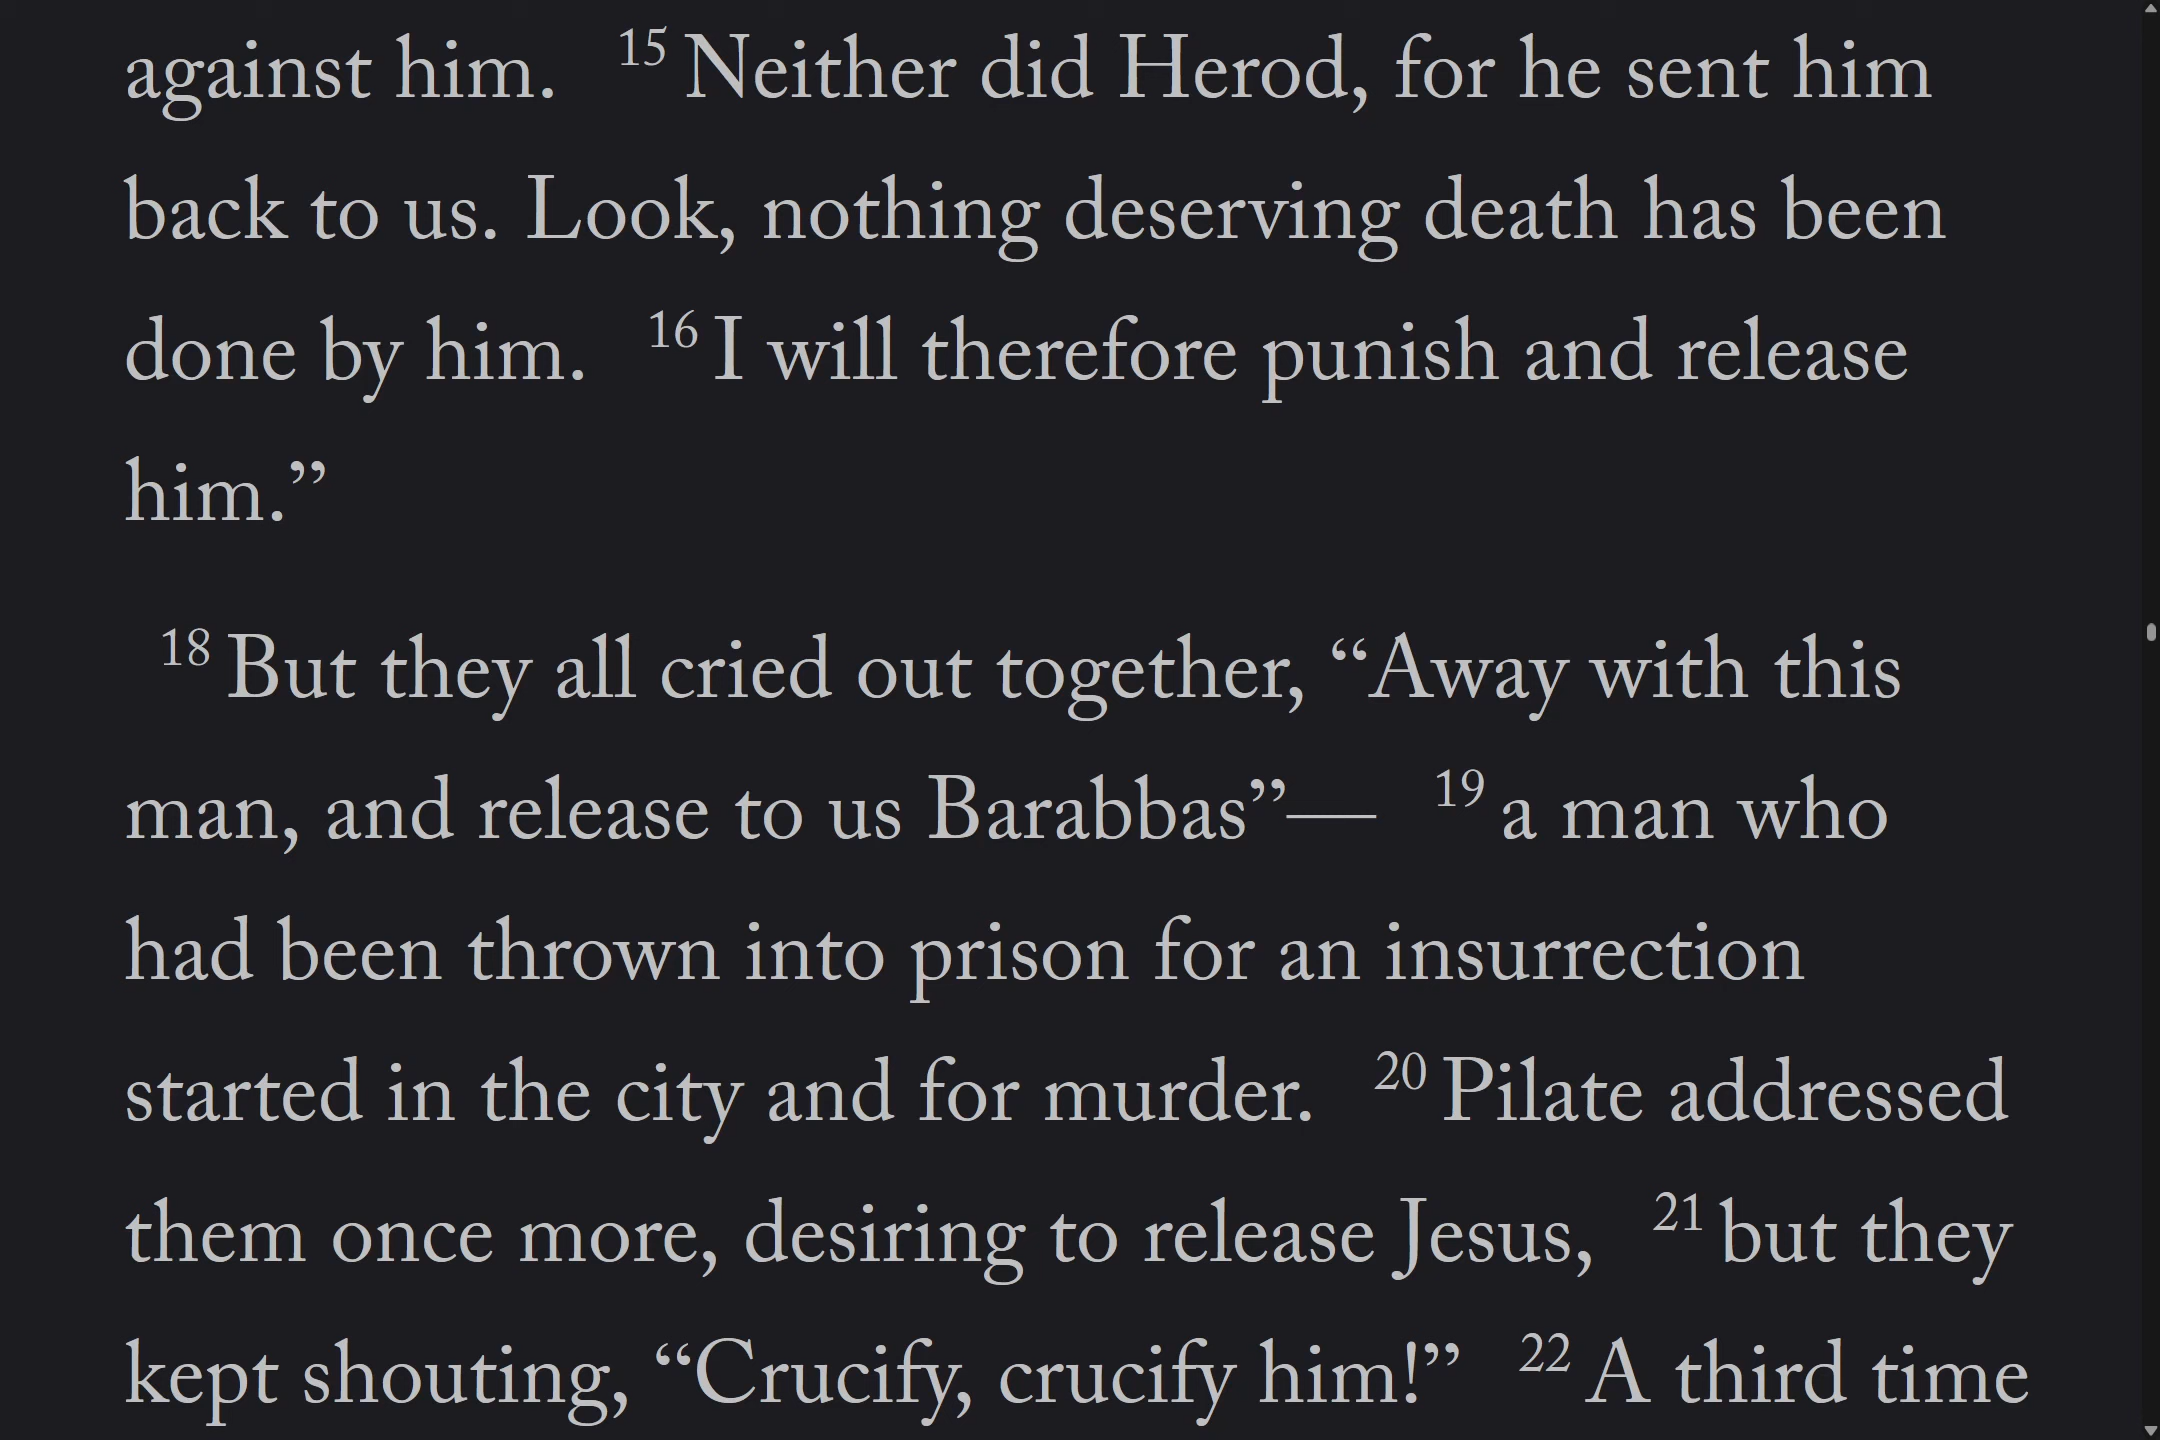 against him. 15 Neither did Herod, for he sent him
back to us. Look, nothing deserving death has been
done by him. 16 I will therefore punish and release
him.”
18 But they all cried out together, “Away with this
man, and release to us Barabbas”— 19 a man who
had been thrown into prison for an insurrection
started in the city and for murder. 20 Pilate addressed
them once more, desiring to release Jesus, 21 but they
kept shouting, “Crucify, crucify him!” 22 A third time